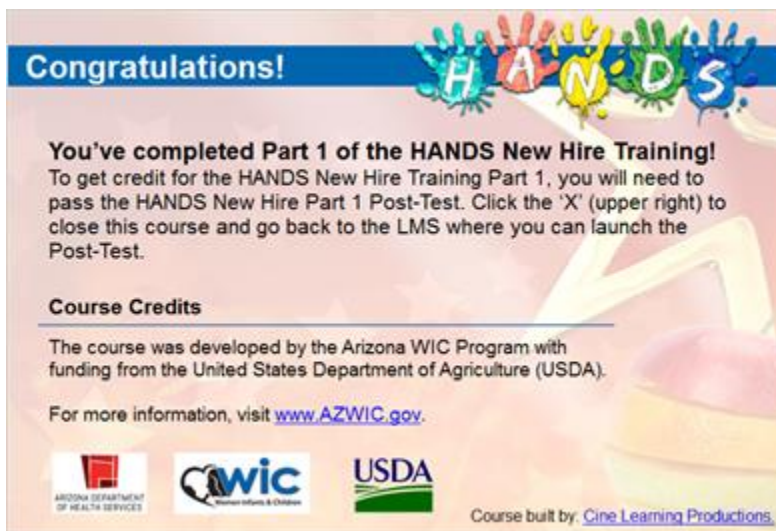 Congratulations!
HANDS
You've completed Part 1 of the HANDS New Hire Training!
To get credit for the HANDS New Hire Training Part 1, you will need to
pass the HANDS New Hire Part 1 Post-Test. Click the 'X' (upper right) to
close this course and go back to the LMS where you can launch the
Post-Test.
Course Credits
The course was developed by the Arizona WIC Program with
funding from the United States Department of Agriculture (USDA).
For more information, visit www.AZWIC.gov.
ARIZONA DEPARTMENT
OF HEALTH SERVICES
wic
Women Infants & Children
USDA
Course built by: Cine Learning Productions